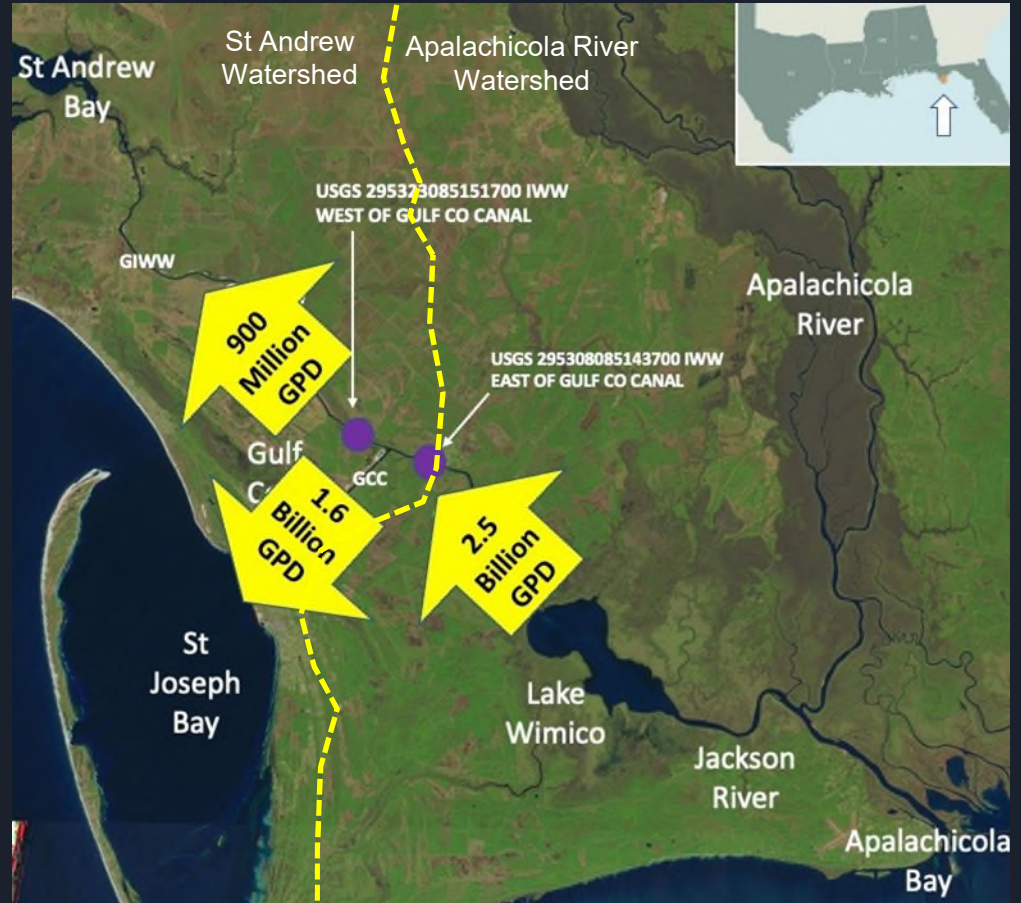 St Andrew
Watershed
Apalachicola River
Watershed
St Andrew
Bay
USGS 295323085151700 IWW
WEST OF GULF CO CANAL
GIWW
Apalachicola
River
900
Million
GPD
USGS 295308085143700 IWW
EAST OF GULF CO CANAL
Gulf
GCC
1.6
Billion
GPD
2.5
Billion
GPD
St
Joseph
Bay
Lake
Wimico
Jackson
River
Apalachicola
Bay